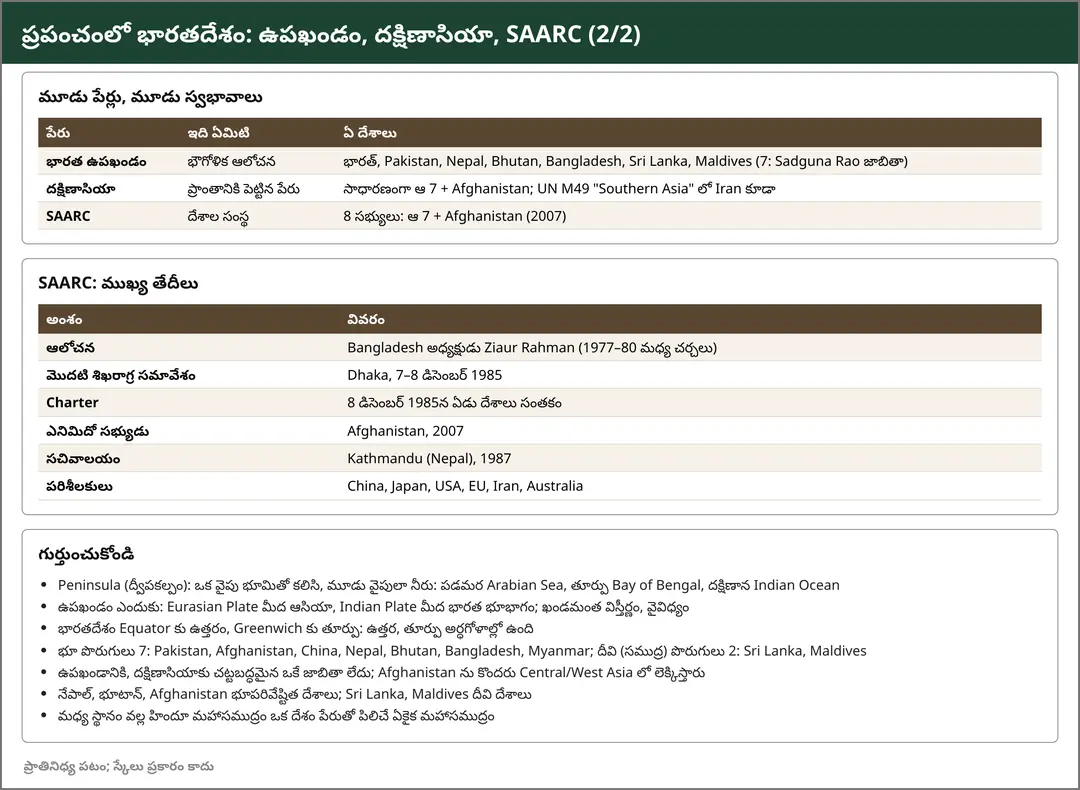 ప్రపంచంలో భారతదేశం: ఉపఖండం, దక్షిణాసియా, SAARC (2/2)
మూడు పేర్లు, మూడు స్వభావాలు
పేరు ఇది ఏమిటి ఏ దేశాలు
భారత ఉపఖండం భౌగోళిక ఆలోచన భారత్, Pakistan, Nepal, Bhutan, Bangladesh, Sri Lanka, Maldives (7: Sadguna Rao జాబితా)
దక్షిణాసియా ప్రాంతానికి పెట్టిన పేరు సాధారణంగా ఆ 7 + Afghanistan; UN M49 "Southern Asia" లో Iran కూడా
SAARC దేశాల సంస్థ 8 సభ్యులు: ఆ 7 + Afghanistan (2007)
SAARC: ముఖ్య తేదీలు
అంశం వివరం
ఆలోచన Bangladesh అధ్యక్షుడు Ziaur Rahman (1977–80 మధ్య చర్చలు)
మొదటి శిఖరాగ్ర సమావేశం Dhaka, 7–8 డిసెంబర్ 1985
Charter 8 డిసెంబర్ 1985న ఏడు దేశాలు సంతకం
ఎనిమిదో సభ్యుడు Afghanistan, 2007
సచివాలయం Kathmandu (Nepal), 1987
పరిశీలకులు China, Japan, USA, EU, Iran, Australia
గుర్తుంచుకోండి
• Peninsula (ద్వీపకల్పం): ఒక వైపు భూమితో కలిసి, మూడు వైపులా నీరు: పడమర Arabian Sea, తూర్పు Bay of Bengal, దక్షిణాన Indian Ocean
• ఉపఖండం ఎందుకు: Eurasian Plate మీద ఆసియా, Indian Plate మీద భారత భూభాగం; ఖండమంత విస్తీర్ణం, వైవిధ్యం
• భారతదేశం Equator కు ఉత్తరం, Greenwich కు తూర్పు: ఉత్తర, తూర్పు అర్ధగోళాల్లో ఉంది
• భూ పొరుగులు 7: Pakistan, Afghanistan, China, Nepal, Bhutan, Bangladesh, Myanmar; దీవి (సముద్ర) పొరుగులు 2: Sri Lanka, Maldives
• ఉపఖండానికి, దక్షిణాసియాకు చట్టబద్ధమైన ఒకే జాబితా లేదు; Afghanistan ను కొందరు Central/West Asia లో లెక్కిస్తారు
• నేపాల్, భూటాన్, Afghanistan భూపరివేష్టిత దేశాలు; Sri Lanka, Maldives దీవి దేశాలు
• మధ్య స్థానం వల్ల హిందూ మహాసముద్రం ఒక దేశం పేరుతో పిలిచే ఏకైక మహాసముద్రం
ప్రాతినిధ్య పటం; స్కేలు ప్రకారం కాదు